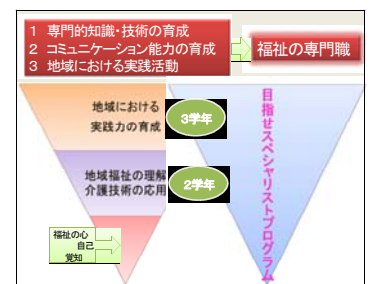 1 専門的知識・技術の育成
2 コミュニケーション能力の育成
3 地域における実践活動
福祉の専門職
地域における
実践力の育成
3学年
地域福祉の理解
介護技術の応用
2学年
福祉の心
自己
覚知
目指せスペシャリストプログラム